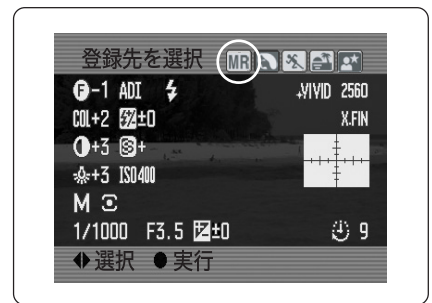 登録先を選択 MR
F-1 ADI +VIVID 2560
COL+2 ±0 X.FIN
+3 S+
+3 ISO400
M
1/1000 F3.5 ±0 9
選択 ●実行